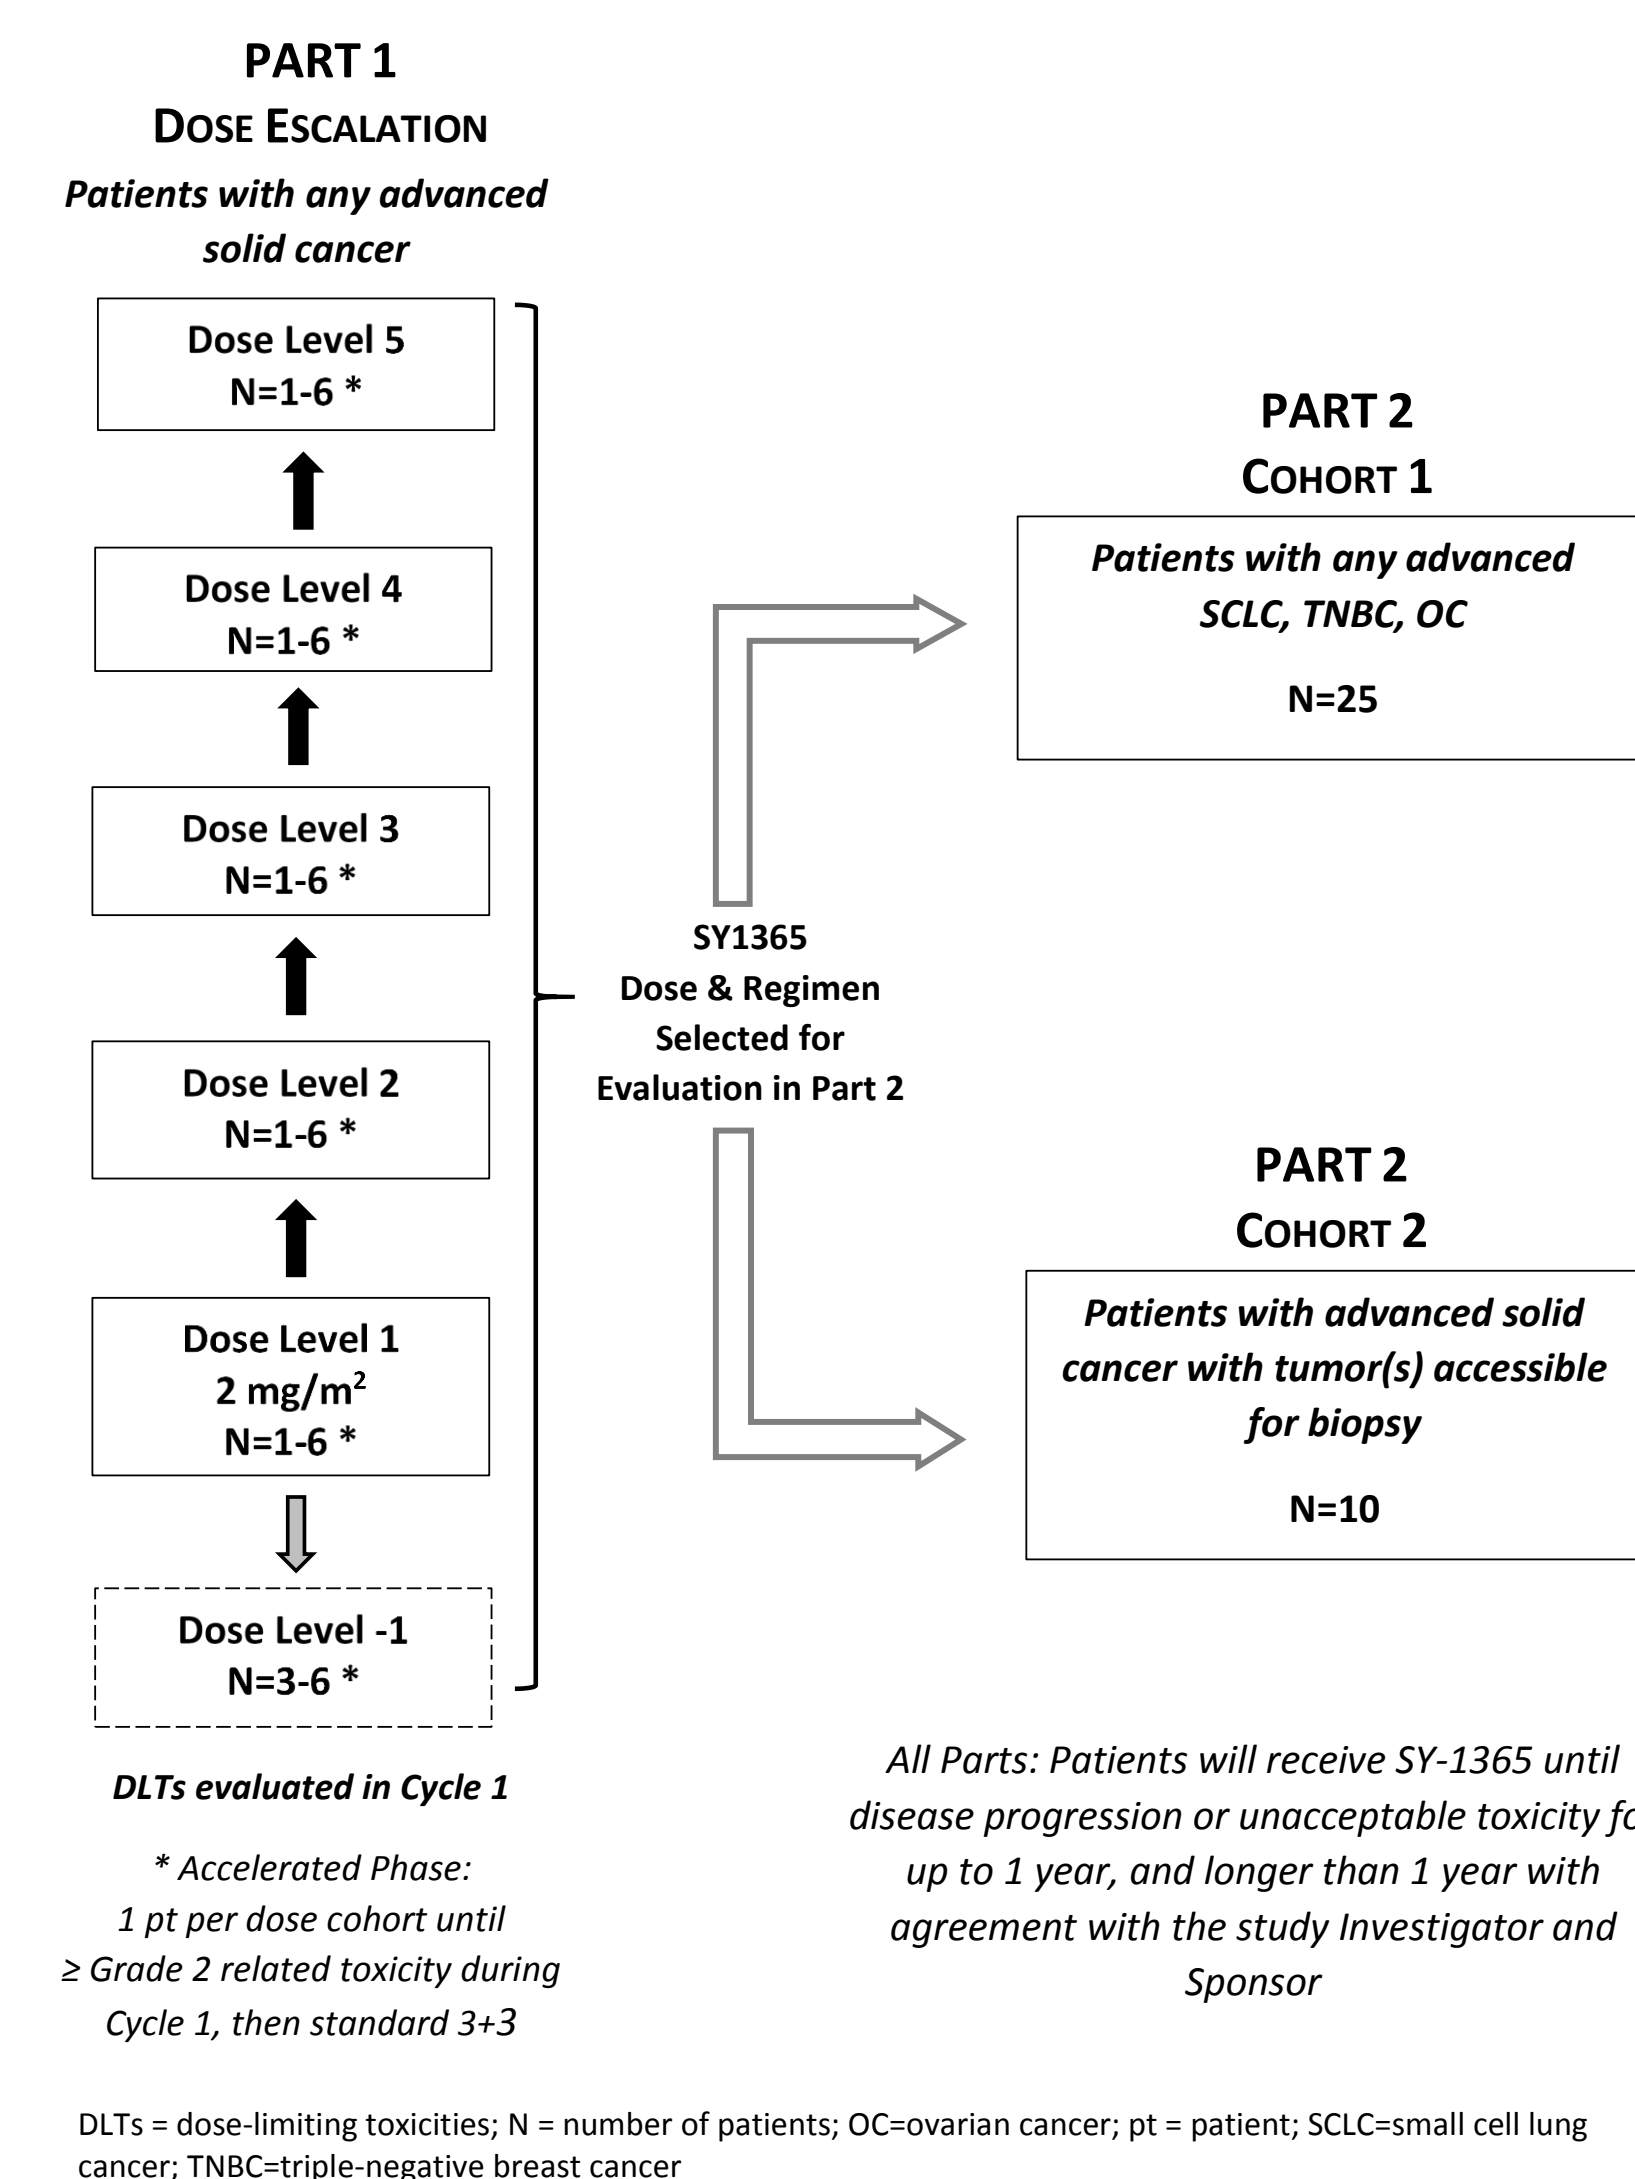 PART 1
DOSE ESCALATION
Patients with any advanced
solid cancer
Dose Level 5
N=1-6 *
Dose Level 4
N=1-6 *
Dose Level 3
N=1-6 *
Dose Level 2
N=1-6 *
Dose Level 1
2 mg/m²
N=1-6 *
Dose Level -1
N=3-6 *
DLTs evaluated in Cycle 1
* Accelerated Phase:
1 pt per dose cohort until
≥ Grade 2 related toxicity during
Cycle 1, then standard 3+3
SY1365
Dose & Regimen
Selected for
Evaluation in Part 2
PART 2
COHORT 1
Patients with any advanced
SCLC, TNBC, OC
N=25
PART 2
COHORT 2
Patients with advanced solid
cancer with tumor(s) accessible
for biopsy
N=10
All Parts: Patients will receive SY-1365 until
disease progression or unacceptable toxicity fo
up to 1 year, and longer than 1 year with
agreement with the study Investigator and
Sponsor
DLTs = dose-limiting toxicities; N = number of patients; OC=ovarian cancer; pt = patient; SCLC=small cell lung
cancer; TNBC=triple-negative breast cancer